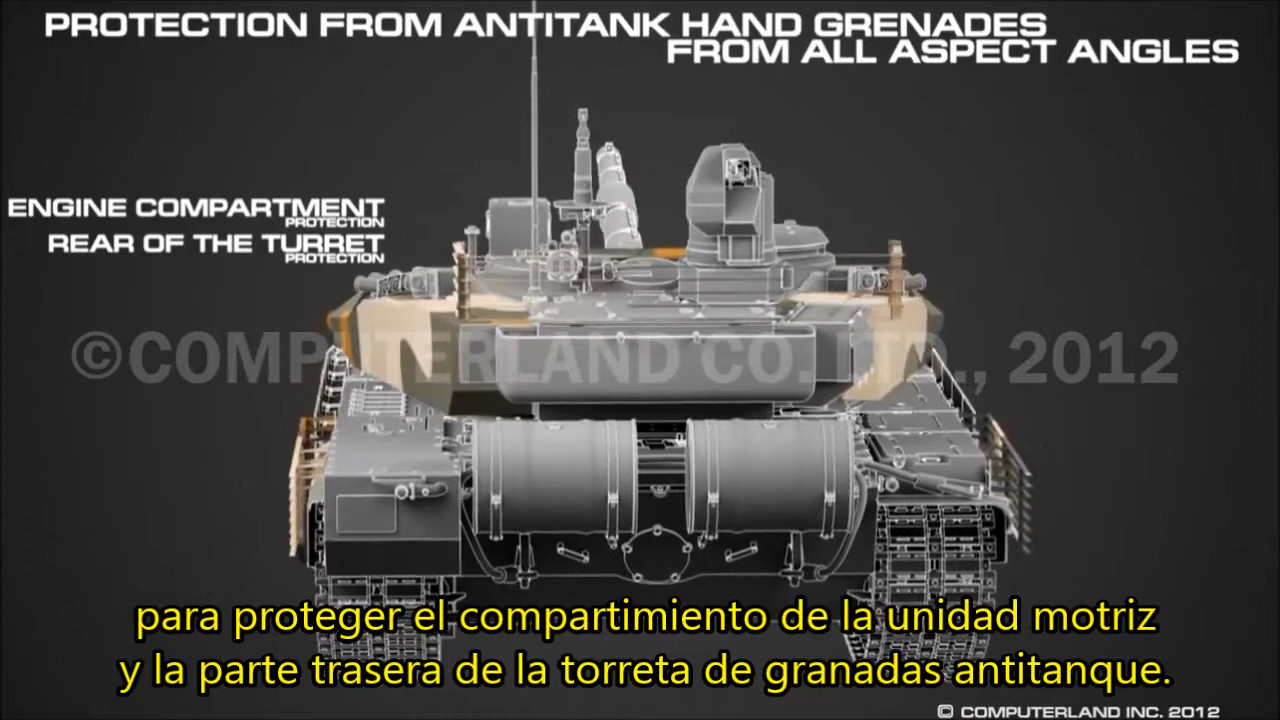 PROTECTION FROM ANTITANK HAND GRENADES
FROM ALL ASPECT ANGLES
ENGINE COMPARTMENT
PROTECTION
REAR OF THE TURRET
PROTECTION
©COMPUTERLAND CO. LTD., 2012
para proteger el compartimiento de la unidad motriz
y la parte trasera de la torreta de granadas antitanque.
© COMPUTERLAND INC. 2012